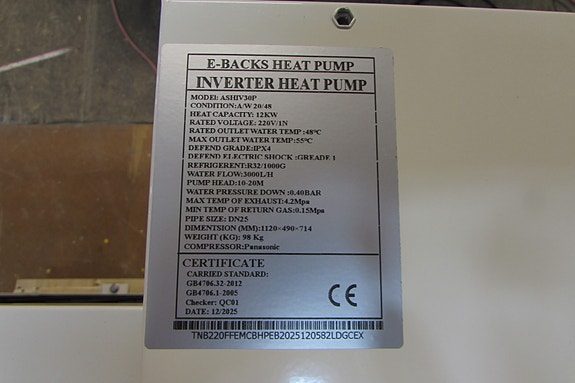 E-BACKS HEAT PUMP
INVERTER HEAT PUMP
MODEL: ASHIV30P
CONDITION:A/W 20/48
HEAT CAPACITY: 12KW
RATED VOLTAGE: 220V/1N
RATED OUTLET WATER TEMP :48℃
MAX OUTLET WATER TEMP:55℃
DEFEND GRADE:IPX4
DEFEND ELECTRIC SHOCK :GREADE 1
REFRIGERENT:R32/1000G
WATER FLOW:3000L/H
PUMP HEAD:10-20M
WATER PRESSURE DOWN :0.40BAR
MAX TEMP OF EXHAUST:4.2Mpa
MIN TEMP OF RETURN GAS:0.15Mpa
PIPE SIZE: DN25
DIMENTSION (MM):1120×490×714
WEIGHT (KG): 98 Kg
COMPRESSOR:Panasonic
CERTIFICATE
CARRIED STANDARD:
GB4706.32-2012
GB4706.1-2005
Checker: QC01
DATE: 12/2025
CE
TNB220FFEMCBHPEB2025120582LDGCEX